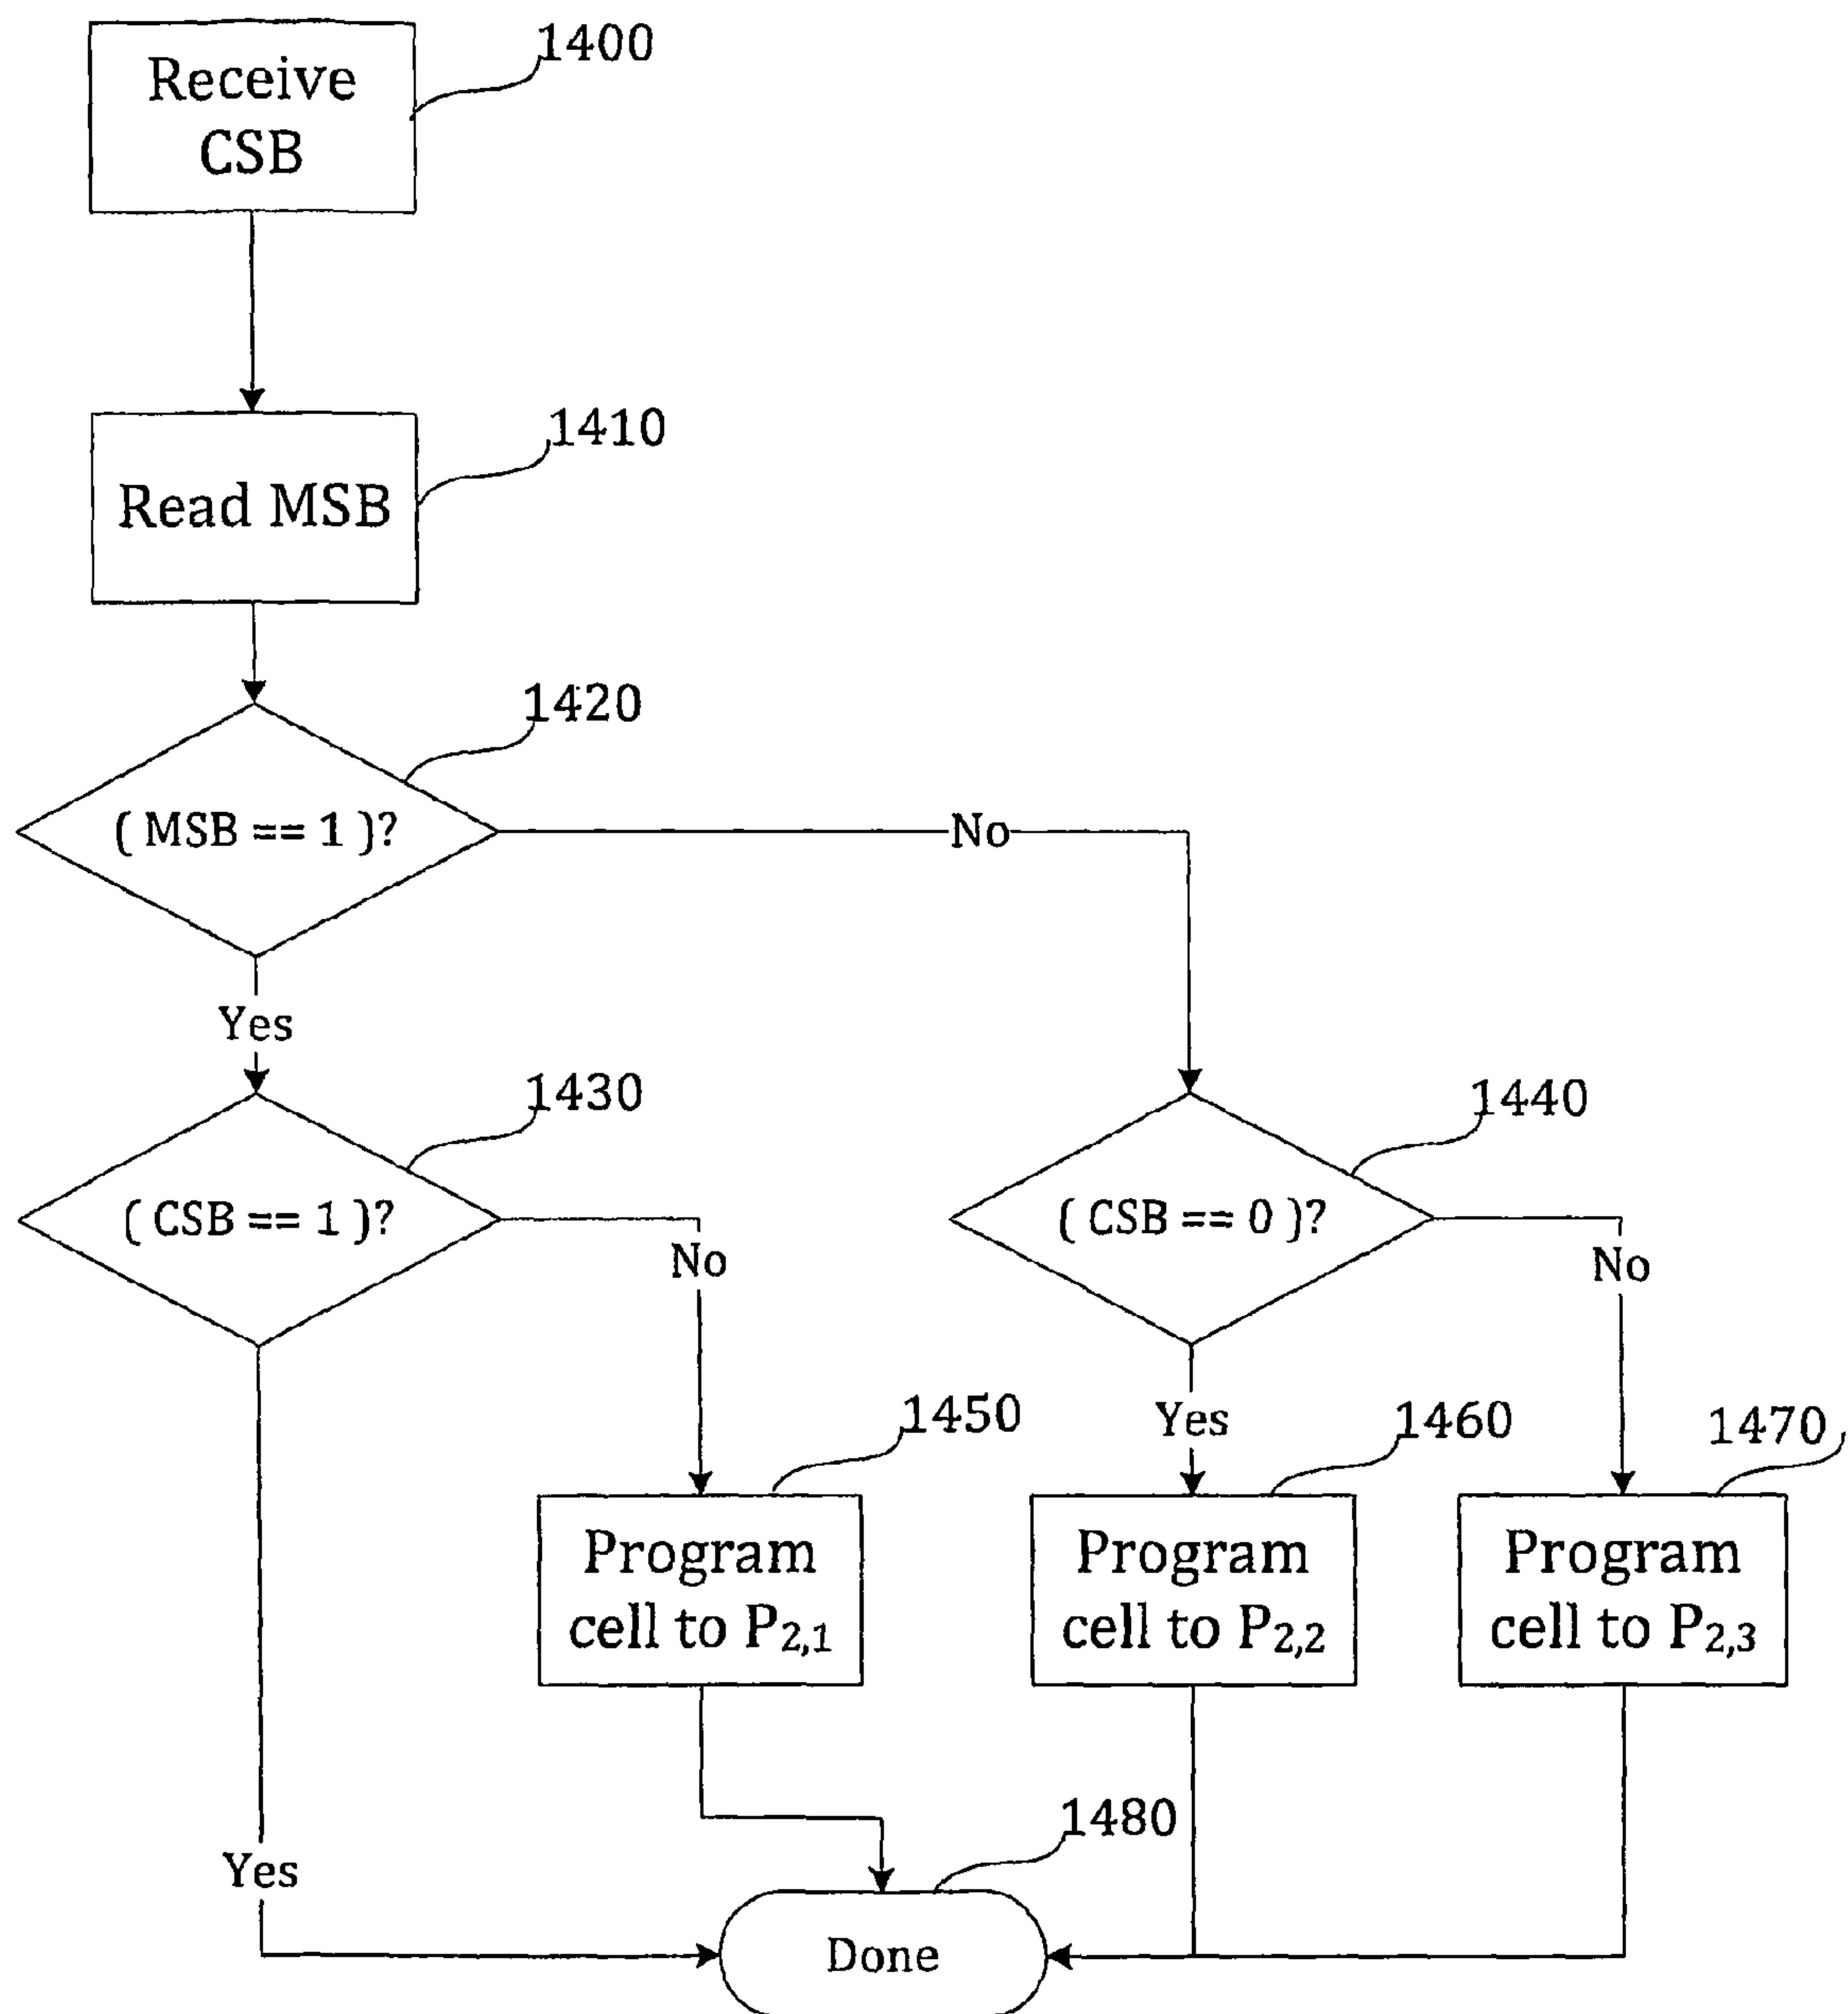 1400
Receive
CSB
1410
Read MSB
1420
( MSB == 1 )?
No
Yes
1430
( CSB == 1 )?
No
1440
( CSB == 0 )?
No
Yes
1450
Program
cell to P2,1
1460
Program
cell to P2,2
1470
Program
cell to P2,3
Yes
1480
Done